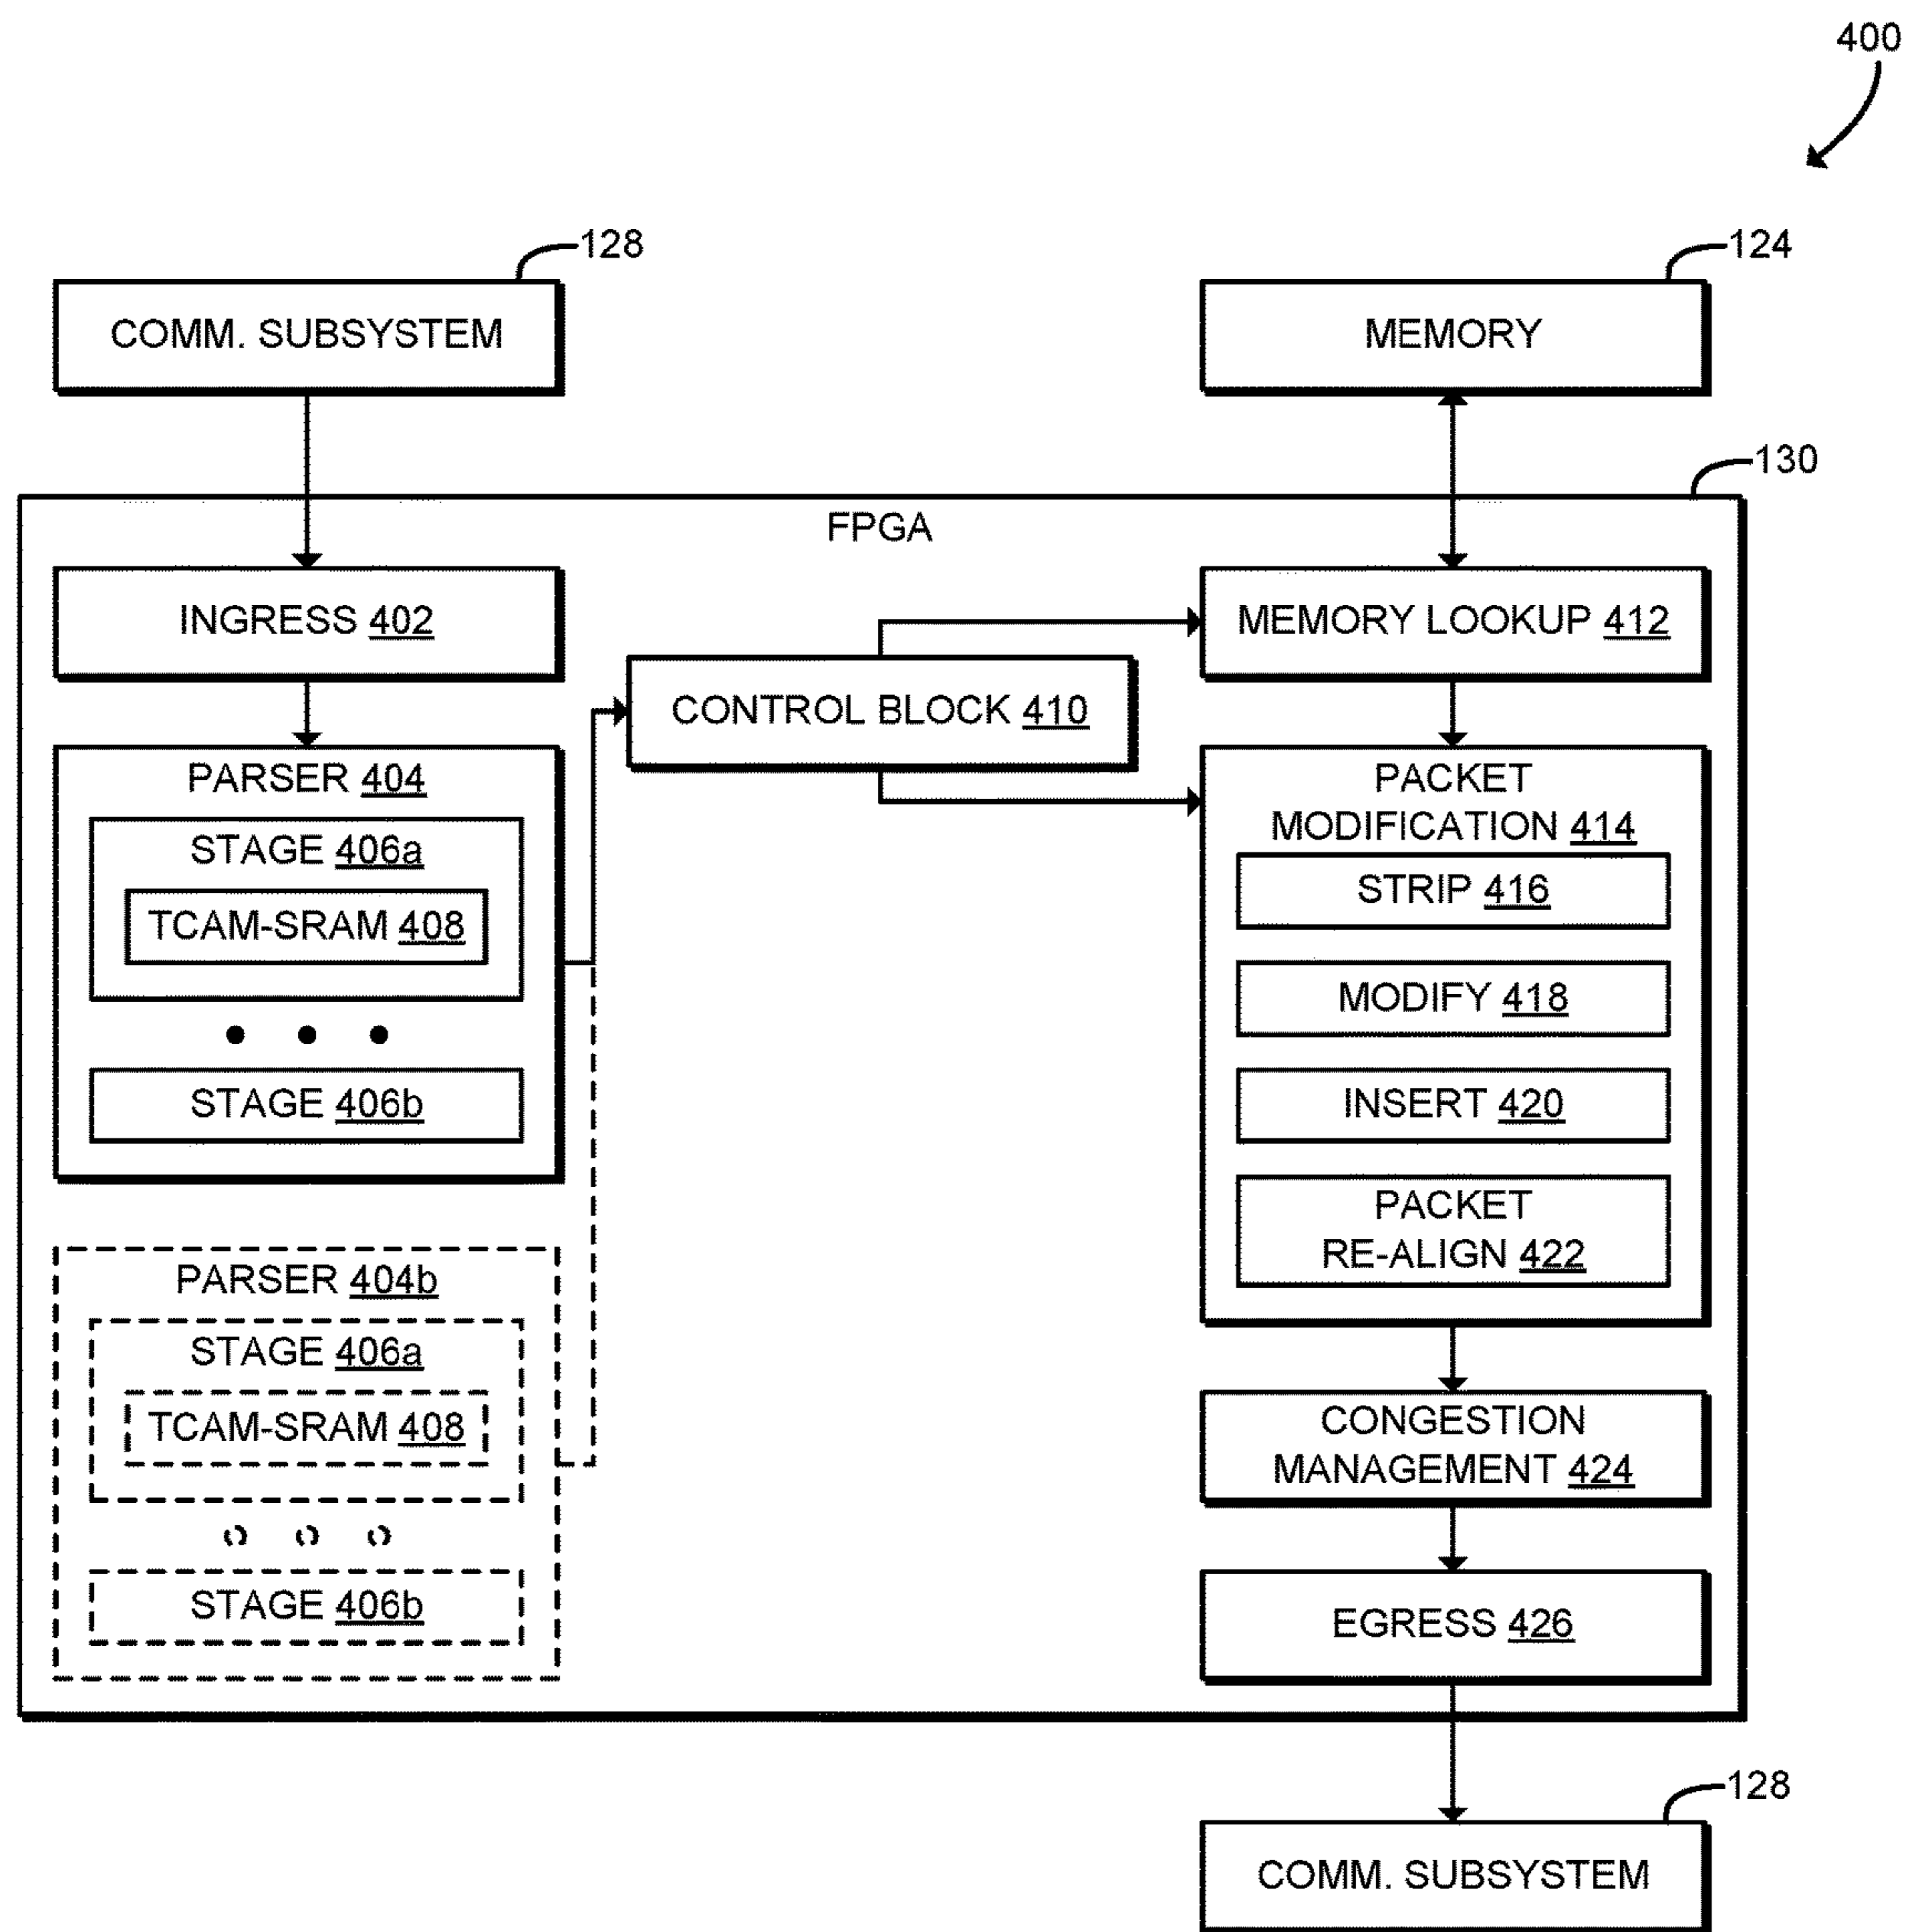 400
128
COMM. SUBSYSTEM
124
MEMORY
130
FPGA
INGRESS 402
MEMORY LOOKUP 412
CONTROL BLOCK 410
PARSER 404
STAGE 406a
TCAM-SRAM 408
STAGE 406b
PACKET
MODIFICATION 414
STRIP 416
MODIFY 418
INSERT 420
PACKET
RE-ALIGN 422
PARSER 404b
STAGE 406a
TCAM-SRAM 408
STAGE 406b
CONGESTION
MANAGEMENT 424
EGRESS 426
128
COMM. SUBSYSTEM